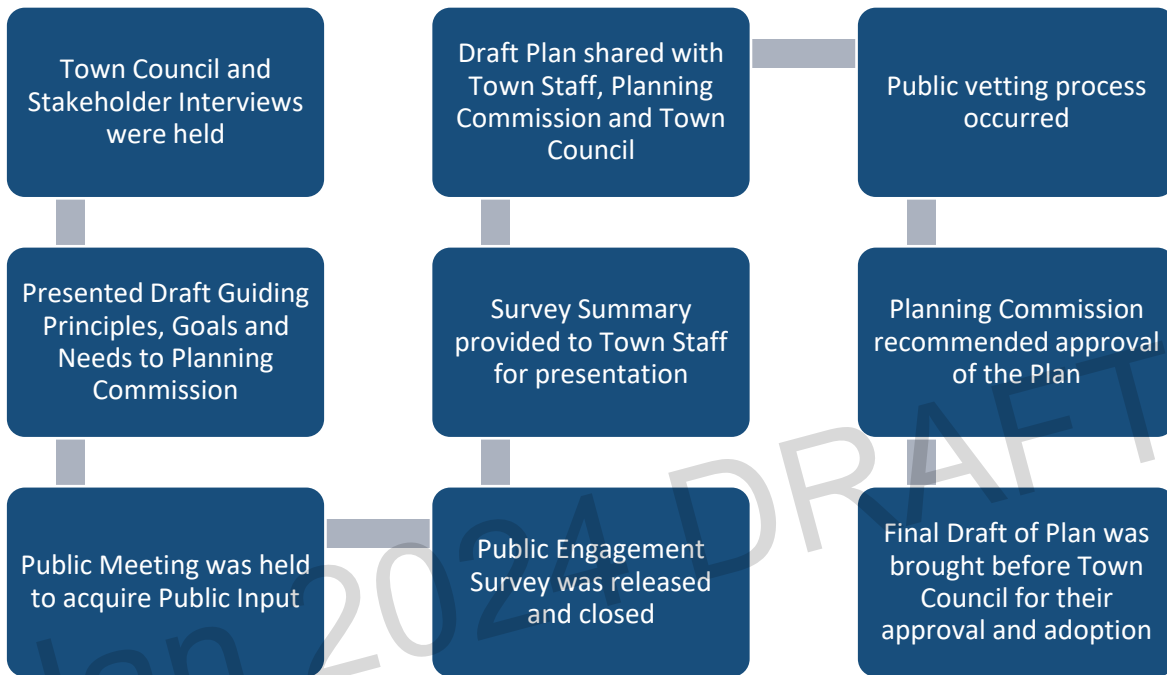 Town Council and
Stakeholder Interviews
were held
Presented Draft Guiding
Principles, Goals and
Needs to Planning
Commission
Public Meeting was held
to acquire Public Input
Public Engagement
Survey was released
and closed
Survey Summary
provided to Town Staff
for presentation
Draft Plan shared with
Town Staff, Planning
Commission and Town
Council
Public vetting process
occurred
Planning Commission
recommended approval
of the Plan
Final Draft of Plan was
brought before Town
Council for their
approval and adoption
Jan 2024 DRAFT